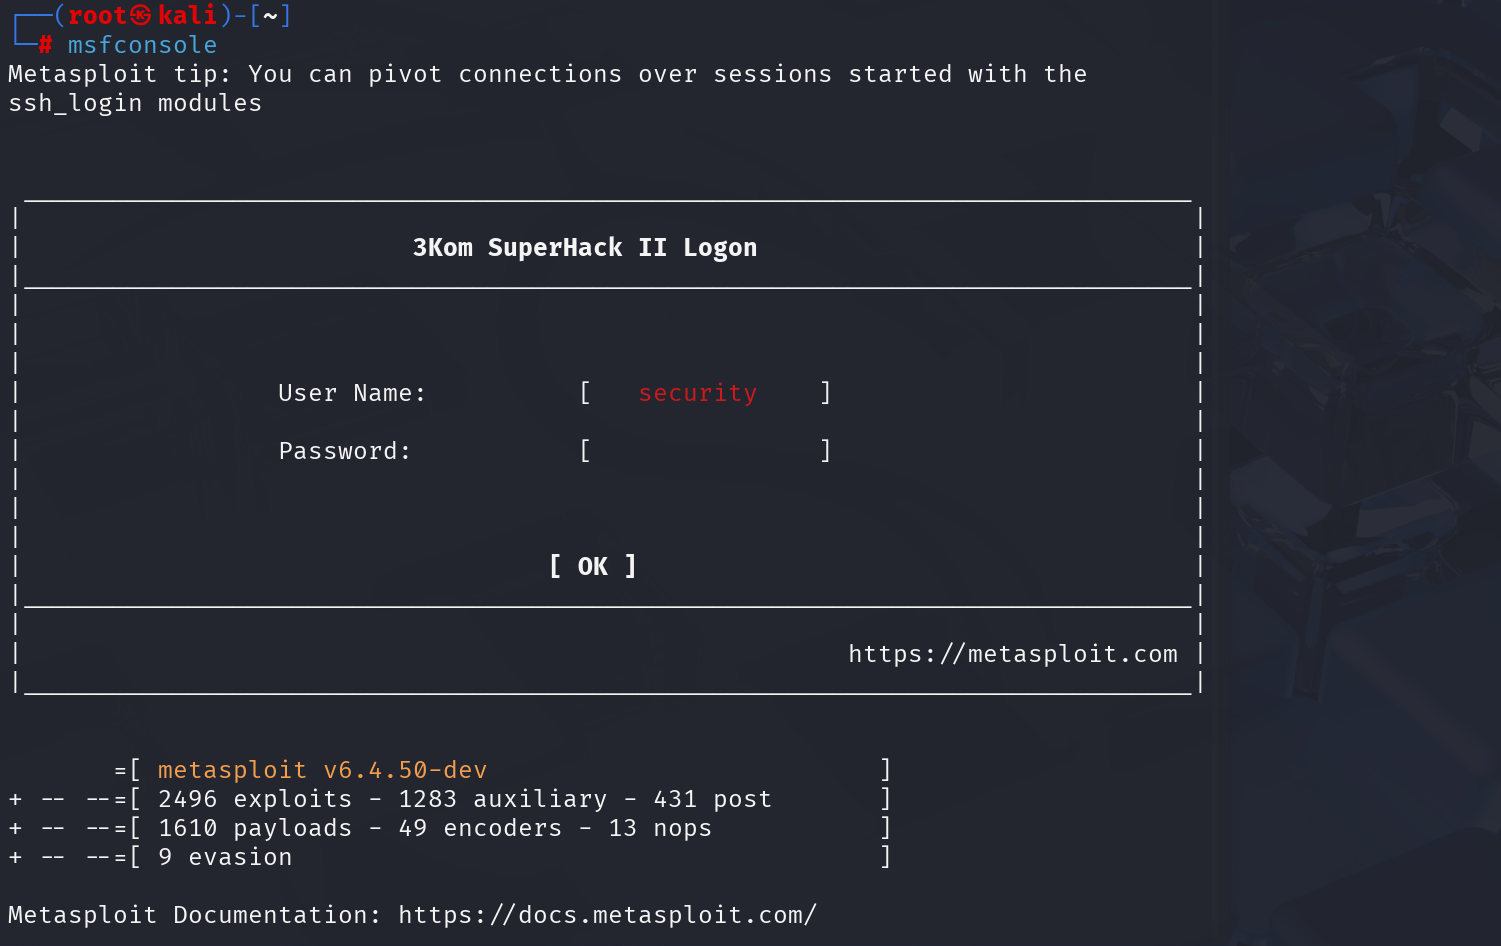 ┌──(root㉿kali)-[~]
└─# msfconsole
Metasploit tip: You can pivot connections over sessions started with the
ssh_login modules
3Kom SuperHack II Logon
User Name: [ security ]
Password: [ ]
[ OK ]
https://metasploit.com
=[ metasploit v6.4.50-dev ]
+ -- --=[ 2496 exploits - 1283 auxiliary - 431 post ]
+ -- --=[ 1610 payloads - 49 encoders - 13 nops ]
+ -- --=[ 9 evasion ]
Metasploit Documentation: https://docs.metasploit.com/